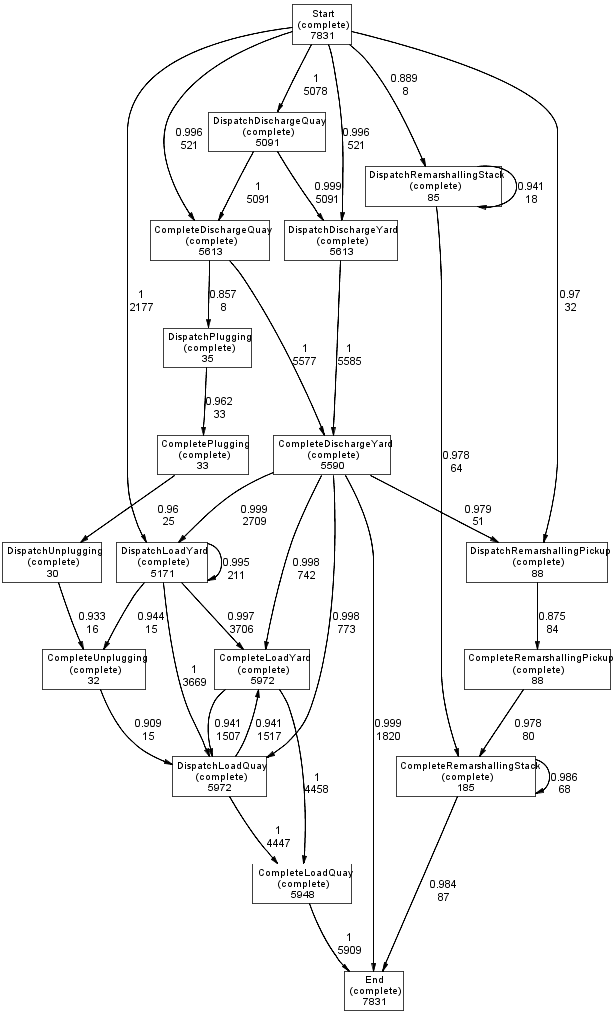 Start
(complete)
7831
1
5078
0.889
8
DispatchDischargeQuay
(complete)
5091
0.996
521
0.996
521
DispatchRemarshallingStack
(complete)
85
0.941
18
1
5091
0.999
5091
CompleteDischargeQuay
(complete)
5613
DispatchDischargeYard
(complete)
5613
1
2177
0.857
8
0.97
32
DispatchPlugging
(complete)
35
1
5577
1
5585
0.962
33
CompletePlugging
(complete)
33
CompleteDischargeYard
(complete)
5590
0.978
64
0.96
25
0.999
2709
0.979
51
DispatchUnplugging
(complete)
30
DispatchLoadYard
(complete)
5171
0.995
211
0.998
742
DispatchRemarshallingPickup
(complete)
88
0.933
16
0.944
15
0.997
3706
0.998
773
0.875
84
CompleteUnplugging
(complete)
32
CompleteLoadYard
(complete)
5972
CompleteRemarshallingPickup
(complete)
88
1
3669
0.909
15
0.941
1507
0.941
1517
0.999
1820
0.978
80
DispatchLoadQuay
(complete)
5972
1
4458
CompleteRemarshallingStack
(complete)
185
0.986
68
1
4447
CompleteLoadQuay
(complete)
5948
0.984
87
1
5909
End
(complete)
7831